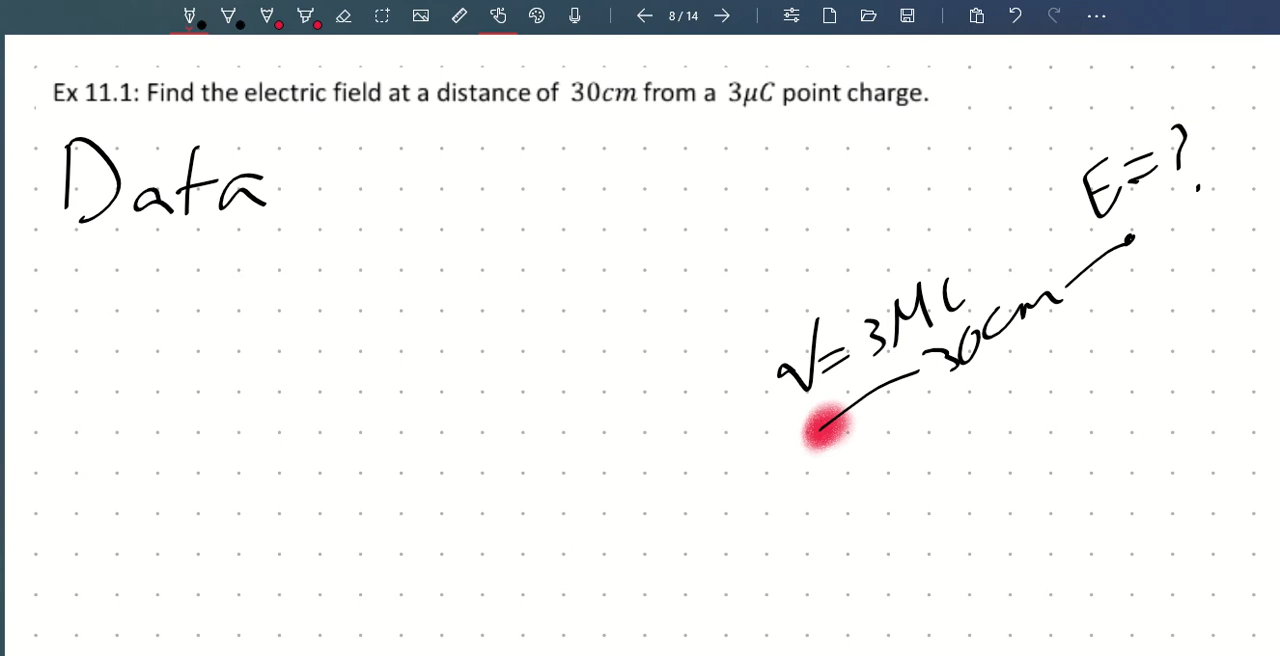 8 / 14
Ex 11.1: Find the electric field at a distance of 30cm from a 3μC point charge.
Data
E=?
q=3μC
30cm